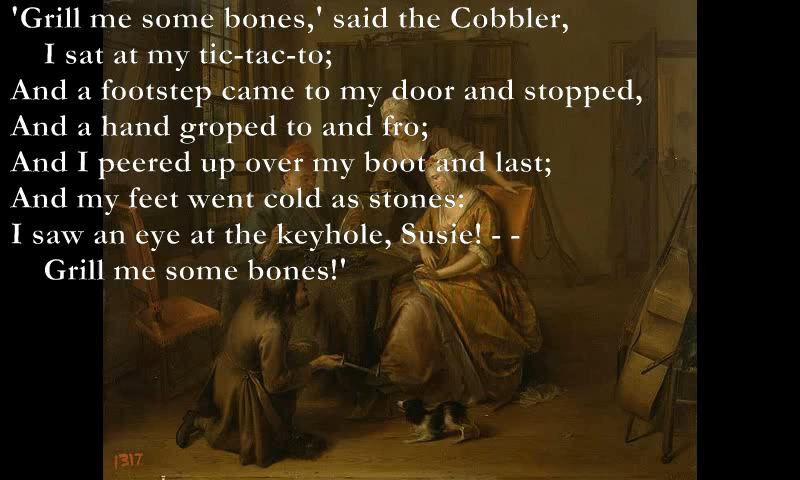 'Grill me some bones,' said the Cobbler,
I sat at my tic-tac-to;
And a footstep came to my door and stopped,
And a hand groped to and fro;
And I peered up over my boot and last;
And my feet went cold as stones:
I saw an eye at the keyhole, Susie! - -
Grill me some bones!'
1317